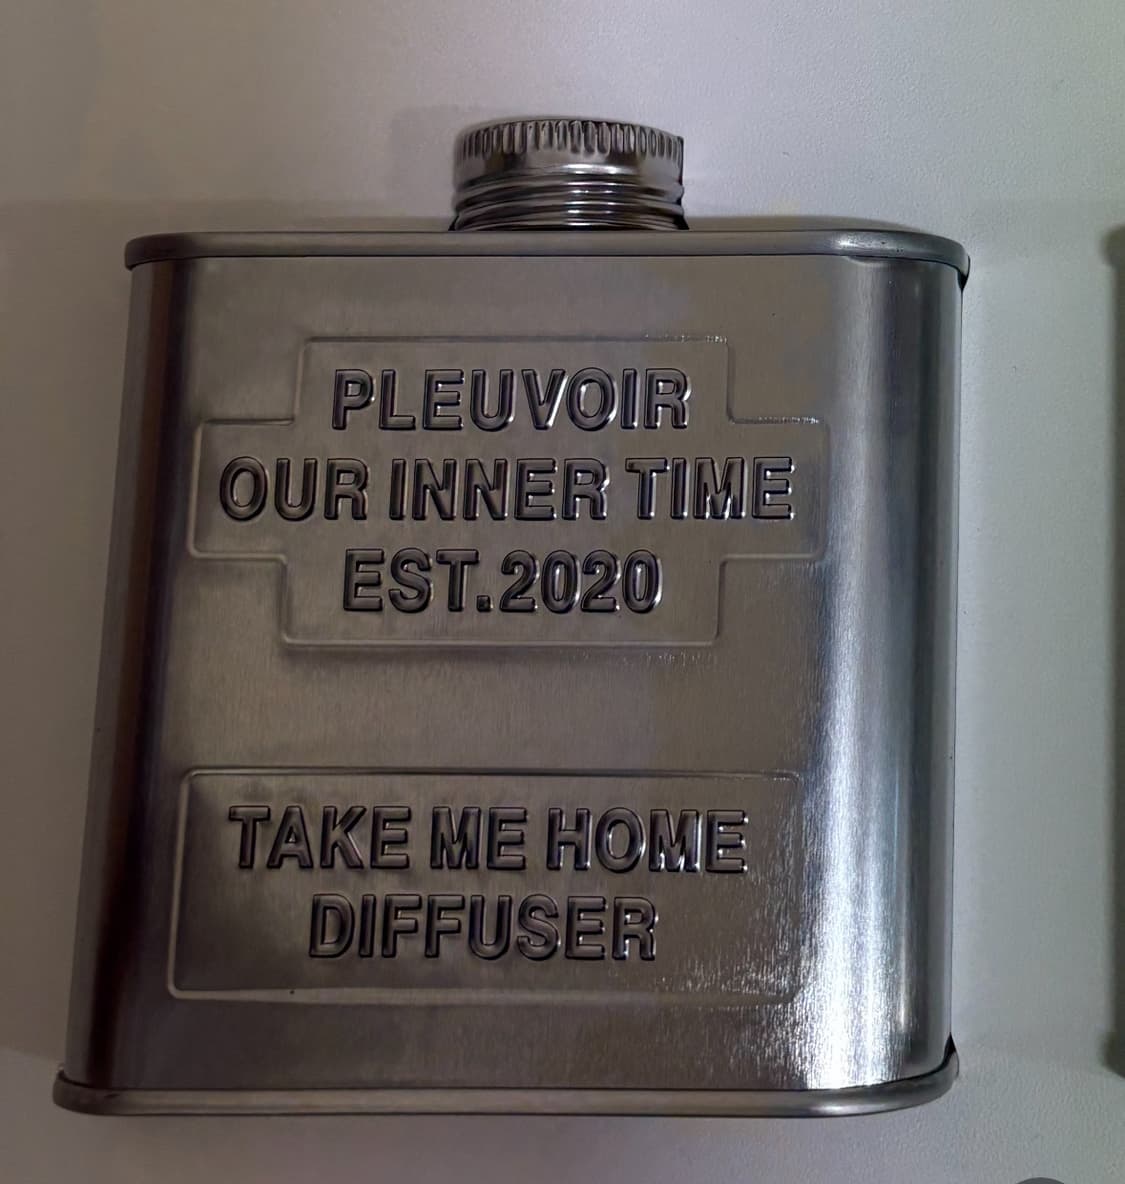 PLEUVOIR
OUR INNER TIME
EST.2020
TAKE ME HOME
DIFFUSER